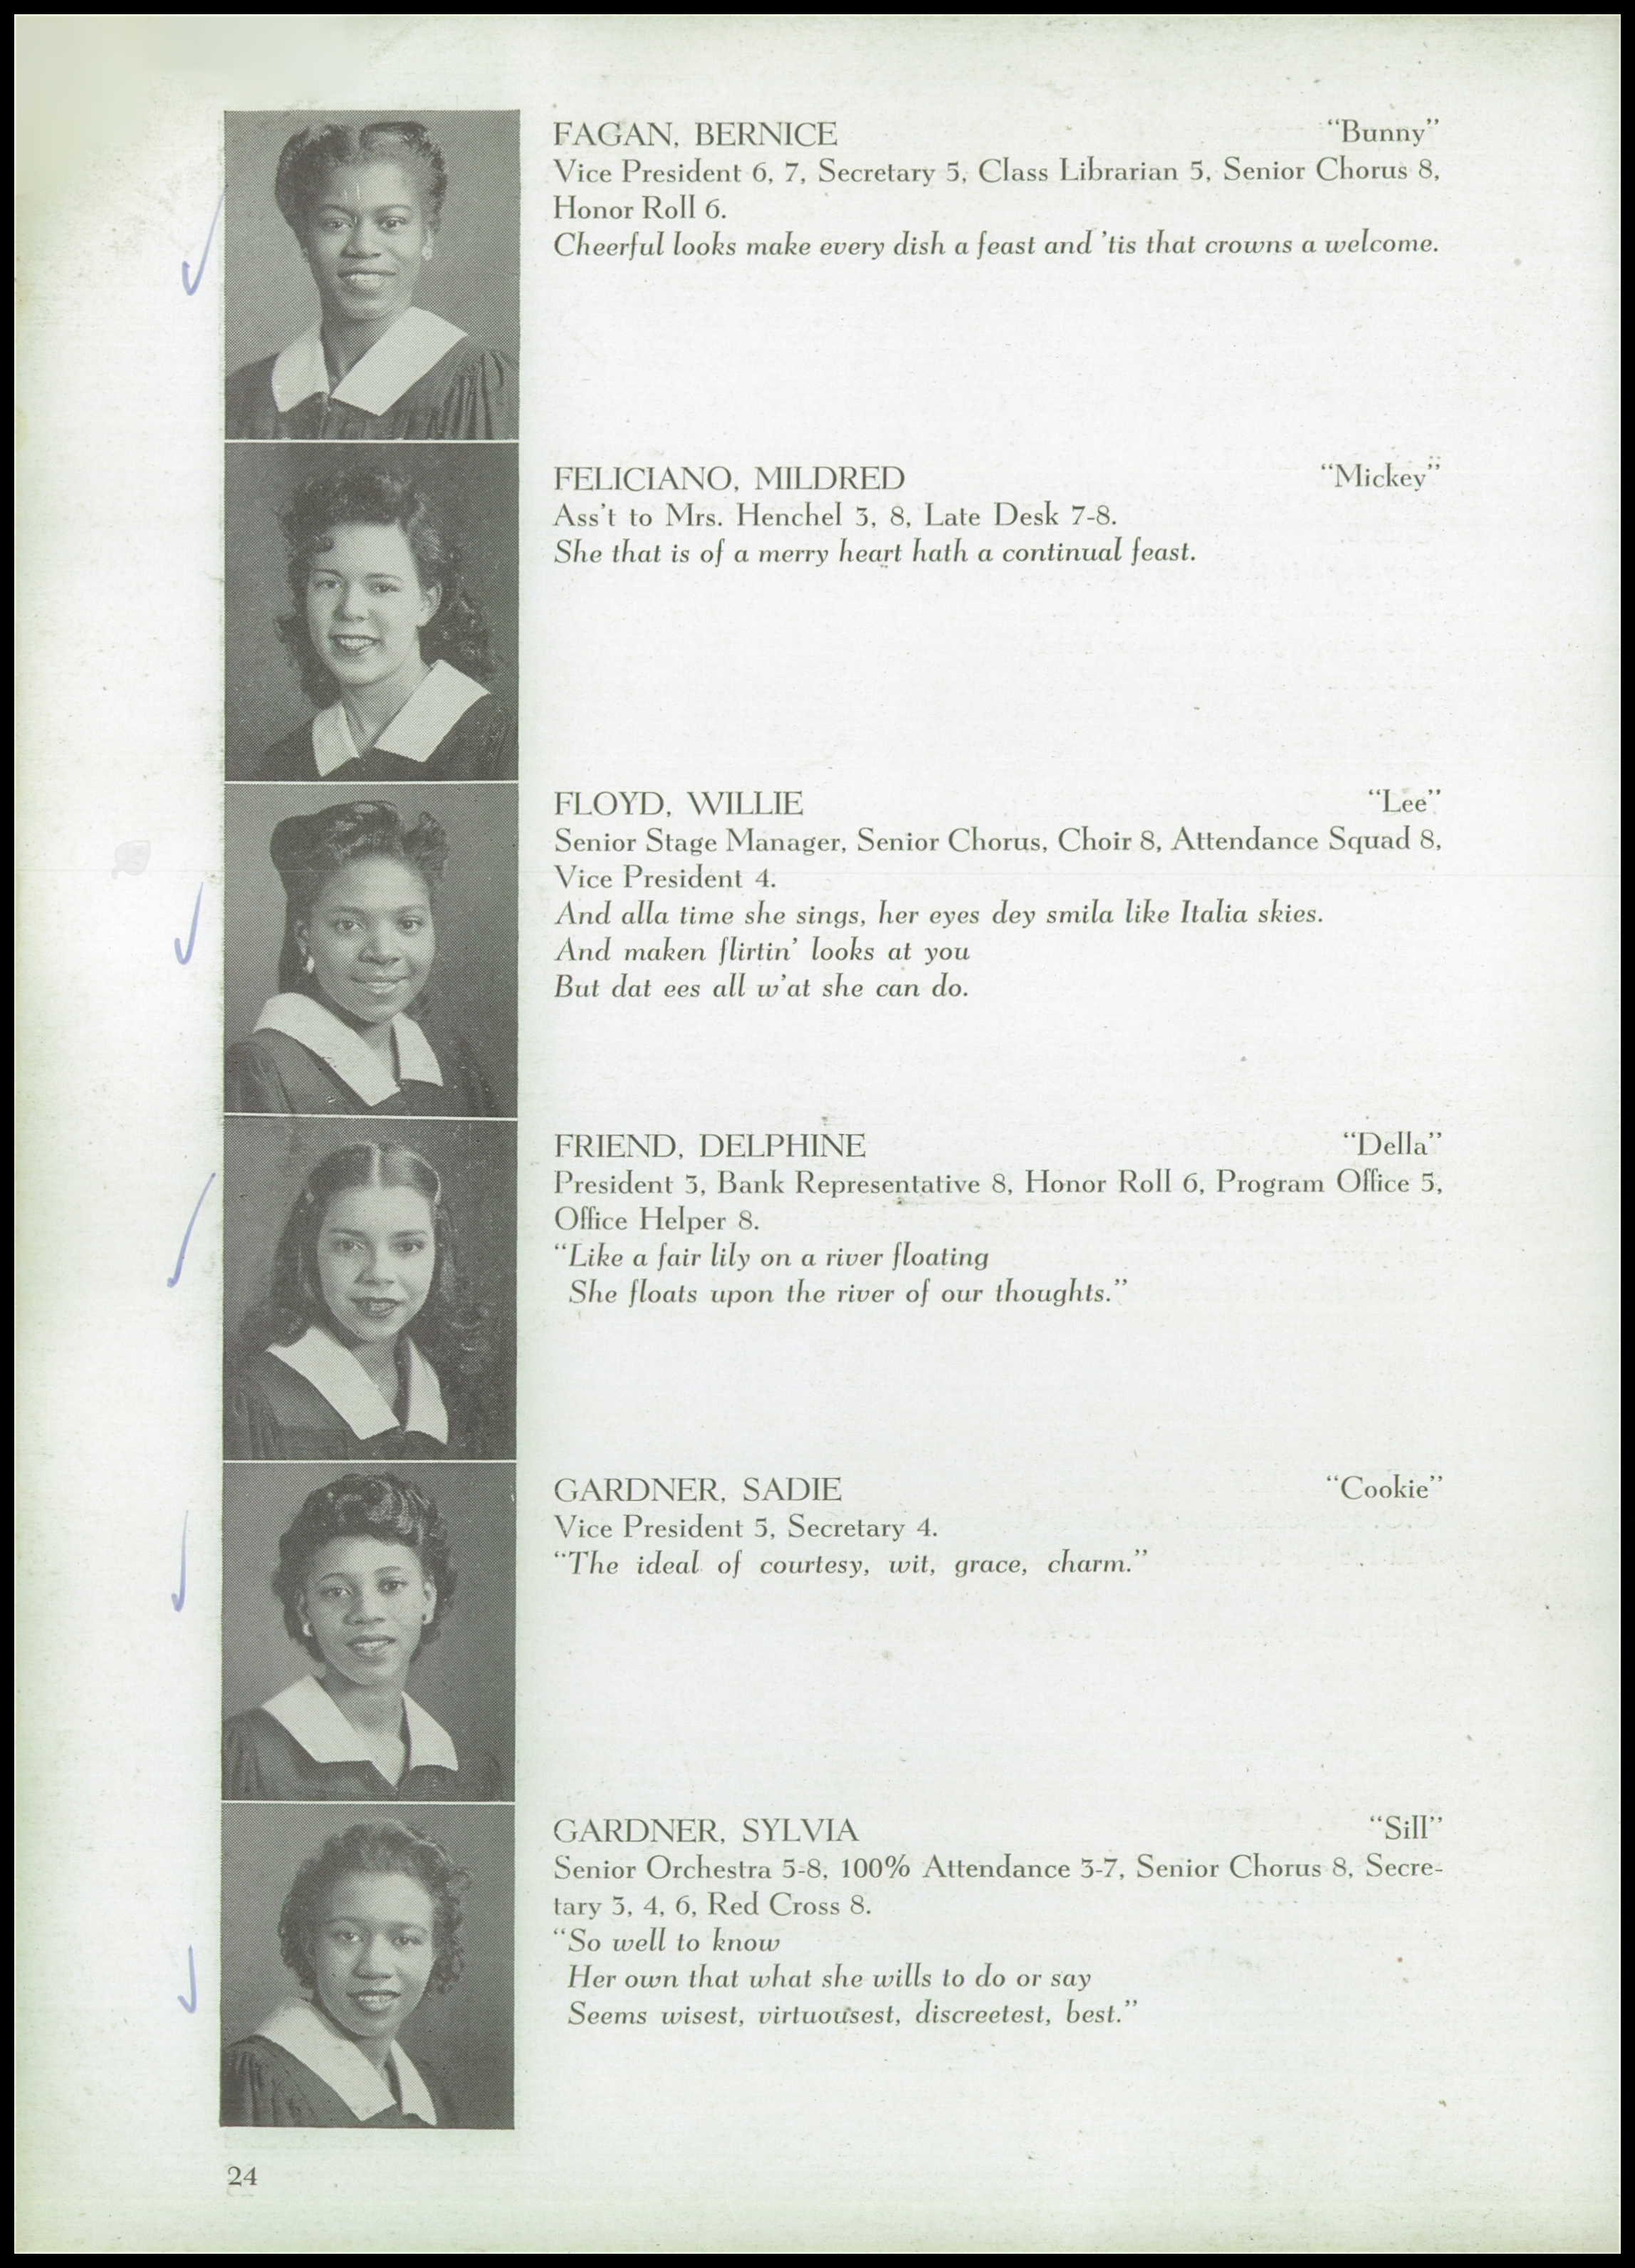 FAGAN, BERNICE “Bunny”
Vice President 6, 7, Secretary 5, Class Librarian 5, Senior Chorus 8,
Honor Roll 6.
Cheerful looks make every dish a feast and ’tis that crowns a welcome.
FELICIANO, MILDRED “Mickey”
Ass’t to Mrs. Henchel 3, 8, Late Desk 7-8.
She that is of a merry heart hath a continual feast.
FLOYD, WILLIE “Lee”
Senior Stage Manager, Senior Chorus, Choir 8, Attendance Squad 8,
Vice President 4.
And alla time she sings, her eyes dey smila like Italia skies.
And maken flirtin’ looks at you
But dat ees all w’at she can do.
FRIEND, DELPHINE “Della”
President 3, Bank Representative 8, Honor Roll 6, Program Office 5,
Office Helper 8.
“Like a fair lily on a river floating
She floats upon the river of our thoughts.”
GARDNER, SADIE “Cookie”
Vice President 5, Secretary 4.
“The ideal of courtesy, wit, grace, charm.”
GARDNER, SYLVIA “Sill”
Senior Orchestra 5-8, 100% Attendance 3-7, Senior Chorus 8, Secre-
tary 3, 4, 6, Red Cross 8.
“So well to know
Her own that what she wills to do or say
Seems wisest, virtuousest, discreetest, best.”
24